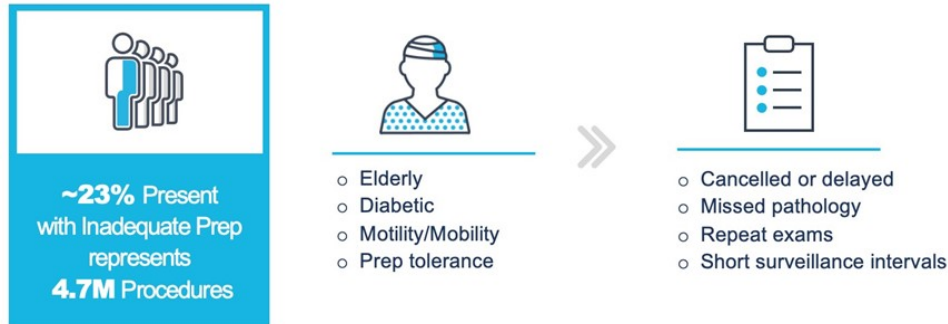 ~23% Present
with Inadequate Prep
represents
4.7M Procedures
o Elderly
o Diabetic
o Motility/Mobility
o Prep tolerance
o Cancelled or delayed
o Missed pathology
o Repeat exams
o Short surveillance intervals